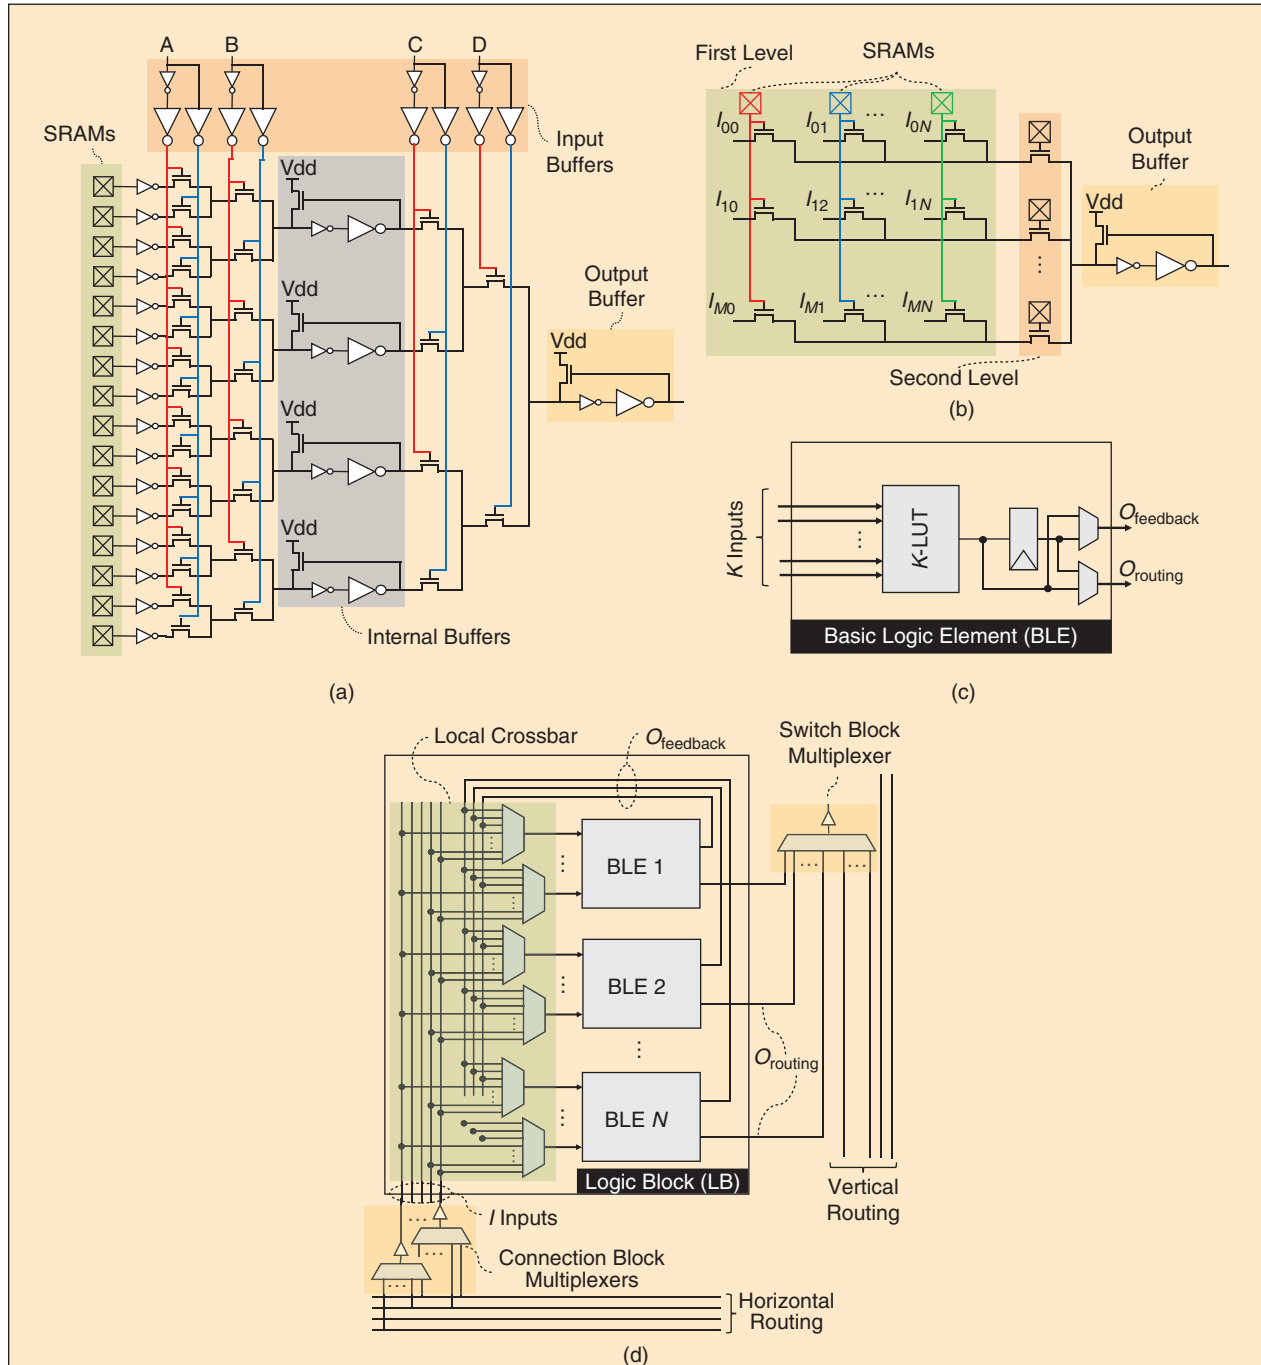 A
B
C
D
SRAMs
Input
Buffers
Vdd
Vdd
Vdd
Vdd
Output
Buffer
Vdd
Internal Buffers
(a)
First Level
SRAMs
I00
I01
...
I0N
I10
I12
...
I1N
IM0
IM1
...
IMN
Output
Buffer
Vdd
Second Level
(b)
K Inputs
K-LUT
Ofeedback
Orouting
Basic Logic Element (BLE)
(c)
Local Crossbar
Ofeedback
Switch Block
Multiplexer
BLE 1
BLE 2
BLE N
Orouting
Logic Block (LB)
Vertical
Routing
I Inputs
Connection Block
Multiplexers
Horizontal
Routing
(d)